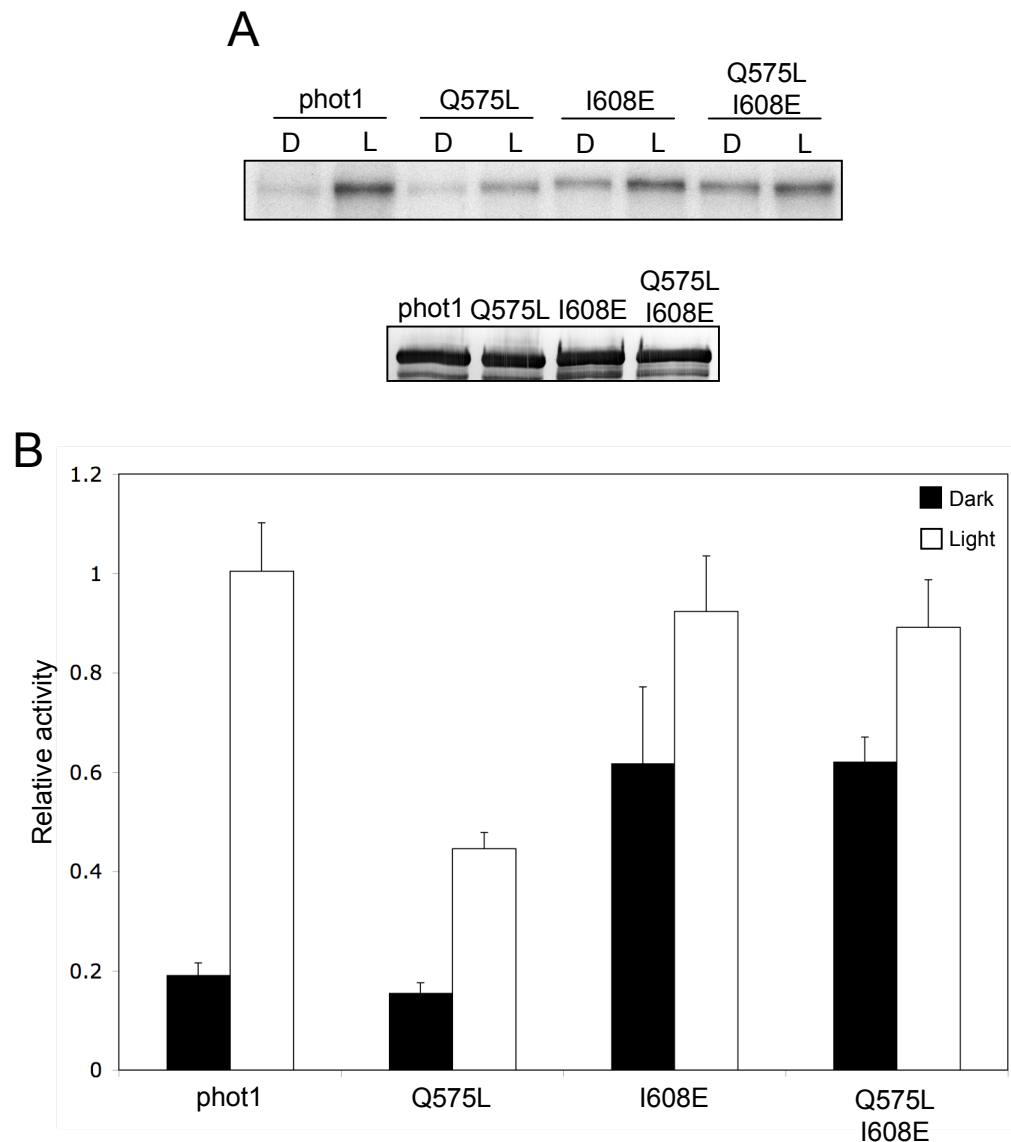 A
phot1 Q575L I608E Q575L
I608E
D L D L D L D L
phot1 Q575L I608E Q575L
I608E
B
1.2
1
0.8
0.6
0.4
0.2
0
Relative activity
Dark
Light
phot1 Q575L I608E Q575L
I608E